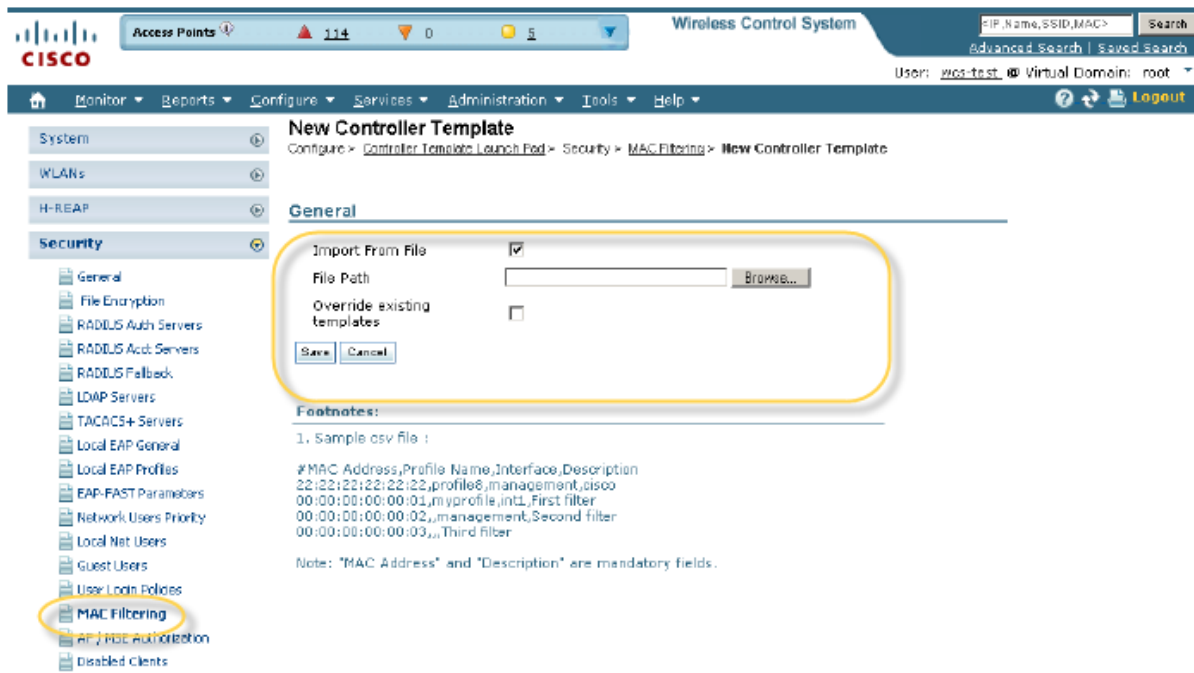 CISCO
Access Points 114 0 5
Wireless Control System
<IP,Name,SSID,MAC> Search
Advanced Search | Saved Search
User: wcs-test @ Virtual Domain: root
Monitor Reports Configure Services Administration Tools Help Logout
System
WLANs
H-REAP
Security
General
File Encryption
RADIUS Auth Servers
RADIUS Acct Servers
RADIUS Fallback
LDAP Servers
TACACS+ Servers
Local EAP General
Local EAP Profiles
EAP-FAST Parameters
Network Users Priority
Local Net Users
Guest Users
User Login Policies
MAC Filtering
AP / MSE Authorization
Disabled Clients
New Controller Template
Configure > Controller Template Launch Pad > Security > MAC Filtering > New Controller Template
General
Import From File
File Path Browse...
Override existing
templates
Save Cancel
Footnotes:
1. Sample csv file :
#MAC Address,Profile Name,Interface,Description
22:22:22:22:22:22,profile8,management,cisco
00:00:00:00:00:01,myprofile,int1,First filter
00:00:00:00:00:02,,management,Second filter
00:00:00:00:00:03,,,Third filter
Note: "MAC Address" and "Description" are mandatory fields.